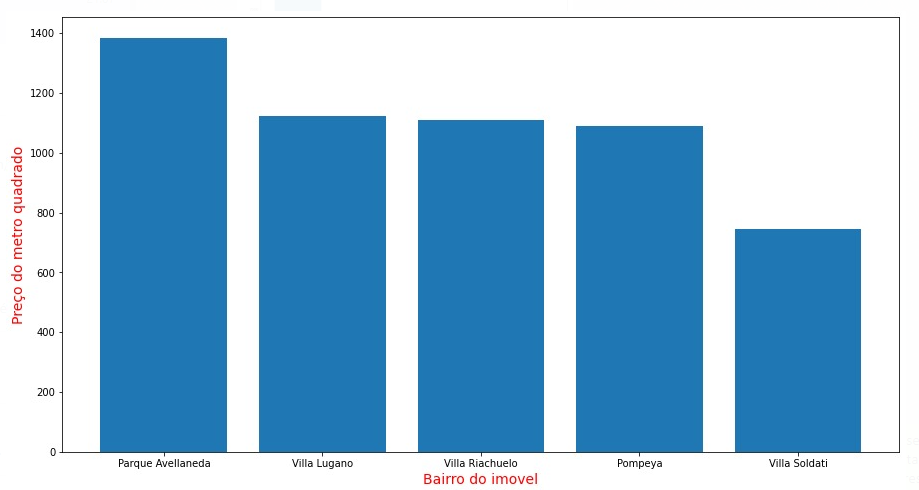 1400
1200
1000
800
600
400
200
0
Preço do metro quadrado
Parque Avellaneda
Villa Lugano
Villa Riachuelo
Pompeya
Villa Soldati
Bairro do imovel